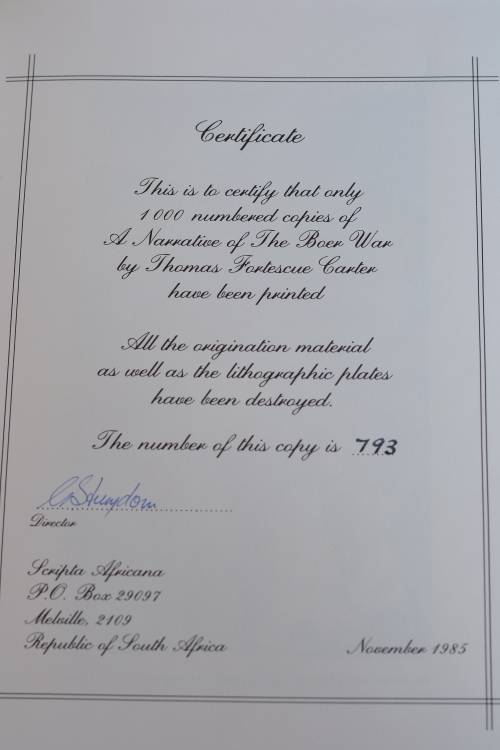 Certificate
This is to certify that only
1000 numbered copies of
A Narrative of The Boer War
by Thomas Fortescue Carter
have been printed
All the origination material
as well as the lithographic plates
have been destroyed.
The number of this copy is 793
Director
Scripta Africana
P.O. Box 29097
Melville, 2109
Republic of South Africa
November 1985